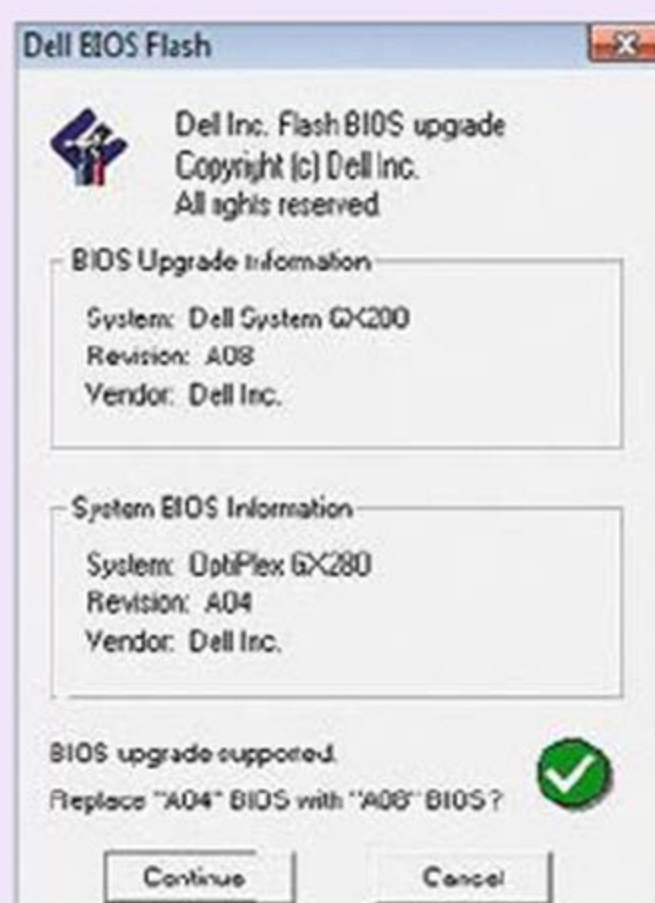 Dell BIOS Flash
Dell Inc. Flash BIOS upgrade
Copyright (c) Dell Inc.
All rights reserved
BIOS Upgrade Information
System: Dell System GX280
Revision: A08
Vendor: Dell Inc.
System BIOS Information
System: OptiPlex GX280
Revision: A04
Vendor: Dell Inc.
BIOS upgrade supported.
Replace "A04" BIOS with "A08" BIOS?
Continue
Cancel